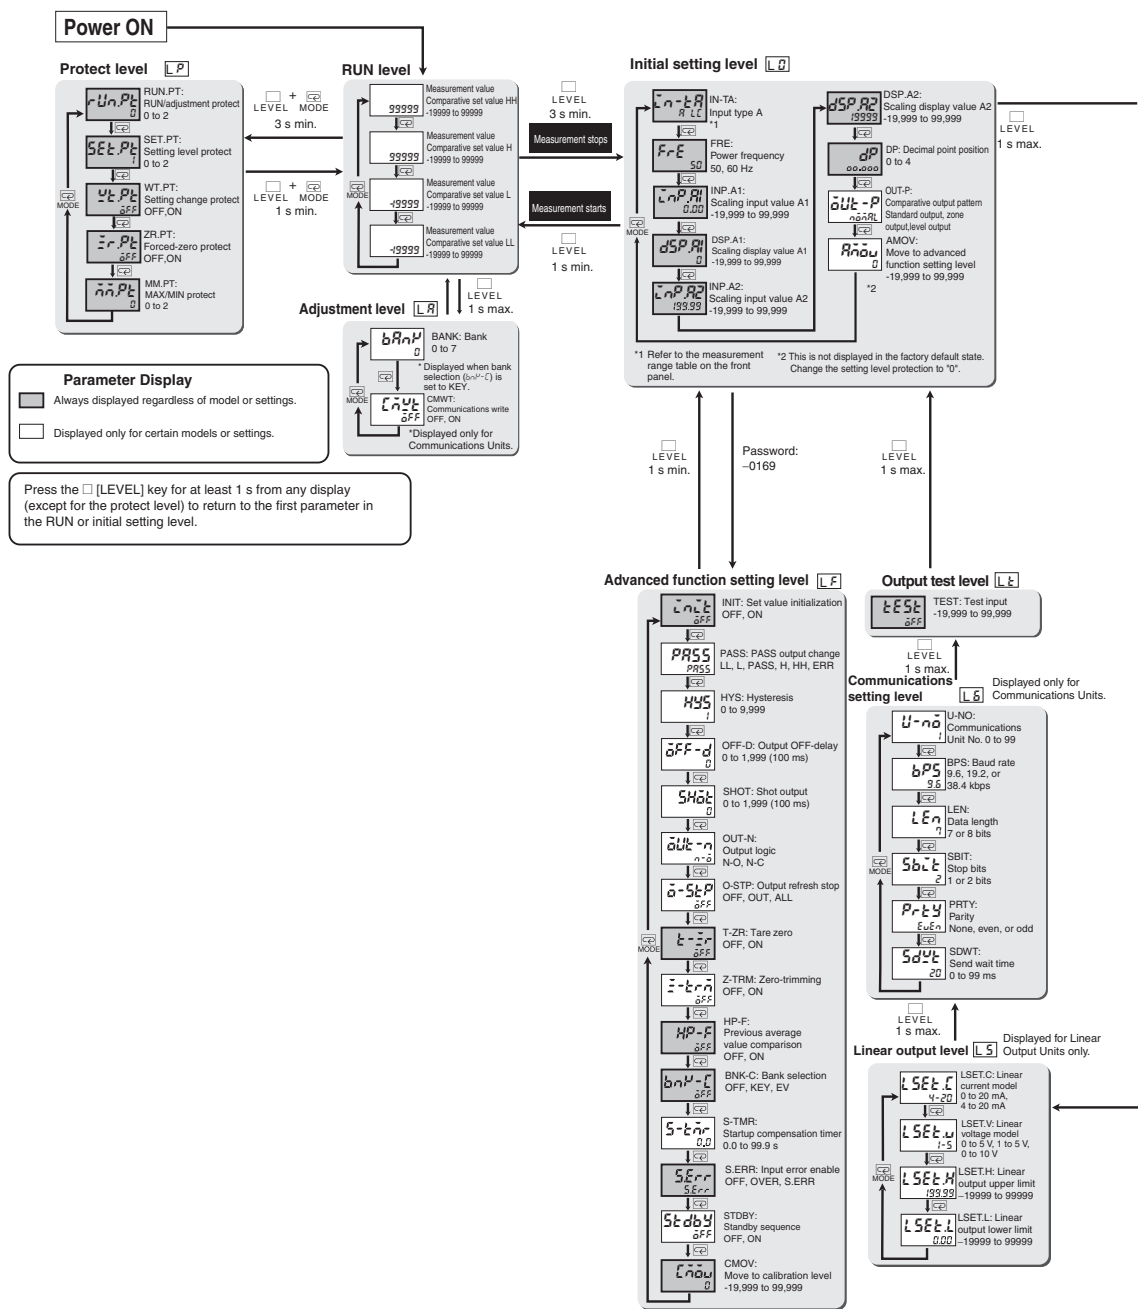 Power ON
Protect level LP
RUN.PT:
RUN/adjustment protect
0 to 2
SET.PT:
Setting level protect
0 to 2
WT.PT:
Setting change protect
OFF,ON
ZR.PT:
Forced-zero protect
OFF,ON
MM.PT:
MAX/MIN protect
0 to 2
MODE
LEVEL + MODE
3 s min.
LEVEL + MODE
1 s min.
RUN level
Measurement value
Comparative set value HH
-19999 to 99999
99999
Measurement value
Comparative set value H
-19999 to 99999
99999
Measurement value
Comparative set value L
-19999 to 99999
-19999
Measurement value
Comparative set value LL
-19999 to 99999
-19999
MODE
LEVEL
3 s min.
Measurement stops
Measurement starts
LEVEL
1 s min.
Initial setting level L0
IN-TA:
Input type A
*1
FRE:
Power frequency
50, 60 Hz
50
INP.A1:
Scaling input value A1
-19,999 to 99,999
0.00
DSP.A1:
Scaling display value A1
-19,999 to 99,999
0
INP.A2:
Scaling input value A2
-19,999 to 99,999
199.99
DSP.A2:
Scaling display value A2
-19,999 to 99,999
19999
DP: Decimal point position
0 to 4
00.000
OUT-P:
Comparative output pattern
Standard output, zone
output,level output
AMOV:
Move to advanced
function setting level
-19,999 to 99,999
*2
MODE
*1 Refer to the measurement
range table on the front
panel.
*2 This is not displayed in the factory default state.
Change the setting level protection to "0".
LEVEL
1 s max.
Adjustment level LA
LEVEL
1 s max.
BANK: Bank
0 to 7
* Displayed when bank
selection (bnK-C) is
set to KEY.
CMWT:
Communications write
OFF, ON
*Displayed only for
Communications Units.
MODE
Parameter Display
Always displayed regardless of model or settings.
Displayed only for certain models or settings.
Press the □ [LEVEL] key for at least 1 s from any display
(except for the protect level) to return to the first parameter in
the RUN or initial setting level.
LEVEL
1 s min.
Password:
–0169
LEVEL
1 s max.
Advanced function setting level LF
INIT: Set value initialization
OFF, ON
PASS: PASS output change
LL, L, PASS, H, HH, ERR
HYS: Hysteresis
0 to 9,999
OFF-D: Output OFF-delay
0 to 1,999 (100 ms)
SHOT: Shot output
0 to 1,999 (100 ms)
OUT-N:
Output logic
N-O, N-C
O-STP: Output refresh stop
OFF, OUT, ALL
T-ZR: Tare zero
OFF, ON
Z-TRM: Zero-trimming
OFF, ON
HP-F:
Previous average
value comparison
OFF, ON
BNK-C: Bank selection
OFF, KEY, EV
S-TMR:
Startup compensation timer
0.0 to 99.9 s
S.ERR: Input error enable
OFF, OVER, S.ERR
STDBY:
Standby sequence
OFF, ON
CMOV:
Move to calibration level
-19,999 to 99,999
MODE
Output test level Lt
TEST: Test input
-19,999 to 99,999
LEVEL
1 s max.
Communications
setting level L6
Displayed only for
Communications Units.
U-NO:
Communications
Unit No. 0 to 99
BPS: Baud rate
9.6, 19.2, or
38.4 kbps
LEN:
Data length
7 or 8 bits
SBIT:
Stop bits
1 or 2 bits
PRTY:
Parity
None, even, or odd
SDWT:
Send wait time
0 to 99 ms
MODE
LEVEL
1 s max.
Linear output level L5
Displayed for Linear
Output Units only.
LSET.C: Linear
current model
0 to 20 mA,
4 to 20 mA
LSET.V: Linear
voltage model
0 to 5 V, 1 to 5 V,
0 to 10 V
LSET.H: Linear
output upper limit
–19999 to 99999
LSET.L: Linear
output lower limit
–19999 to 99999
MODE